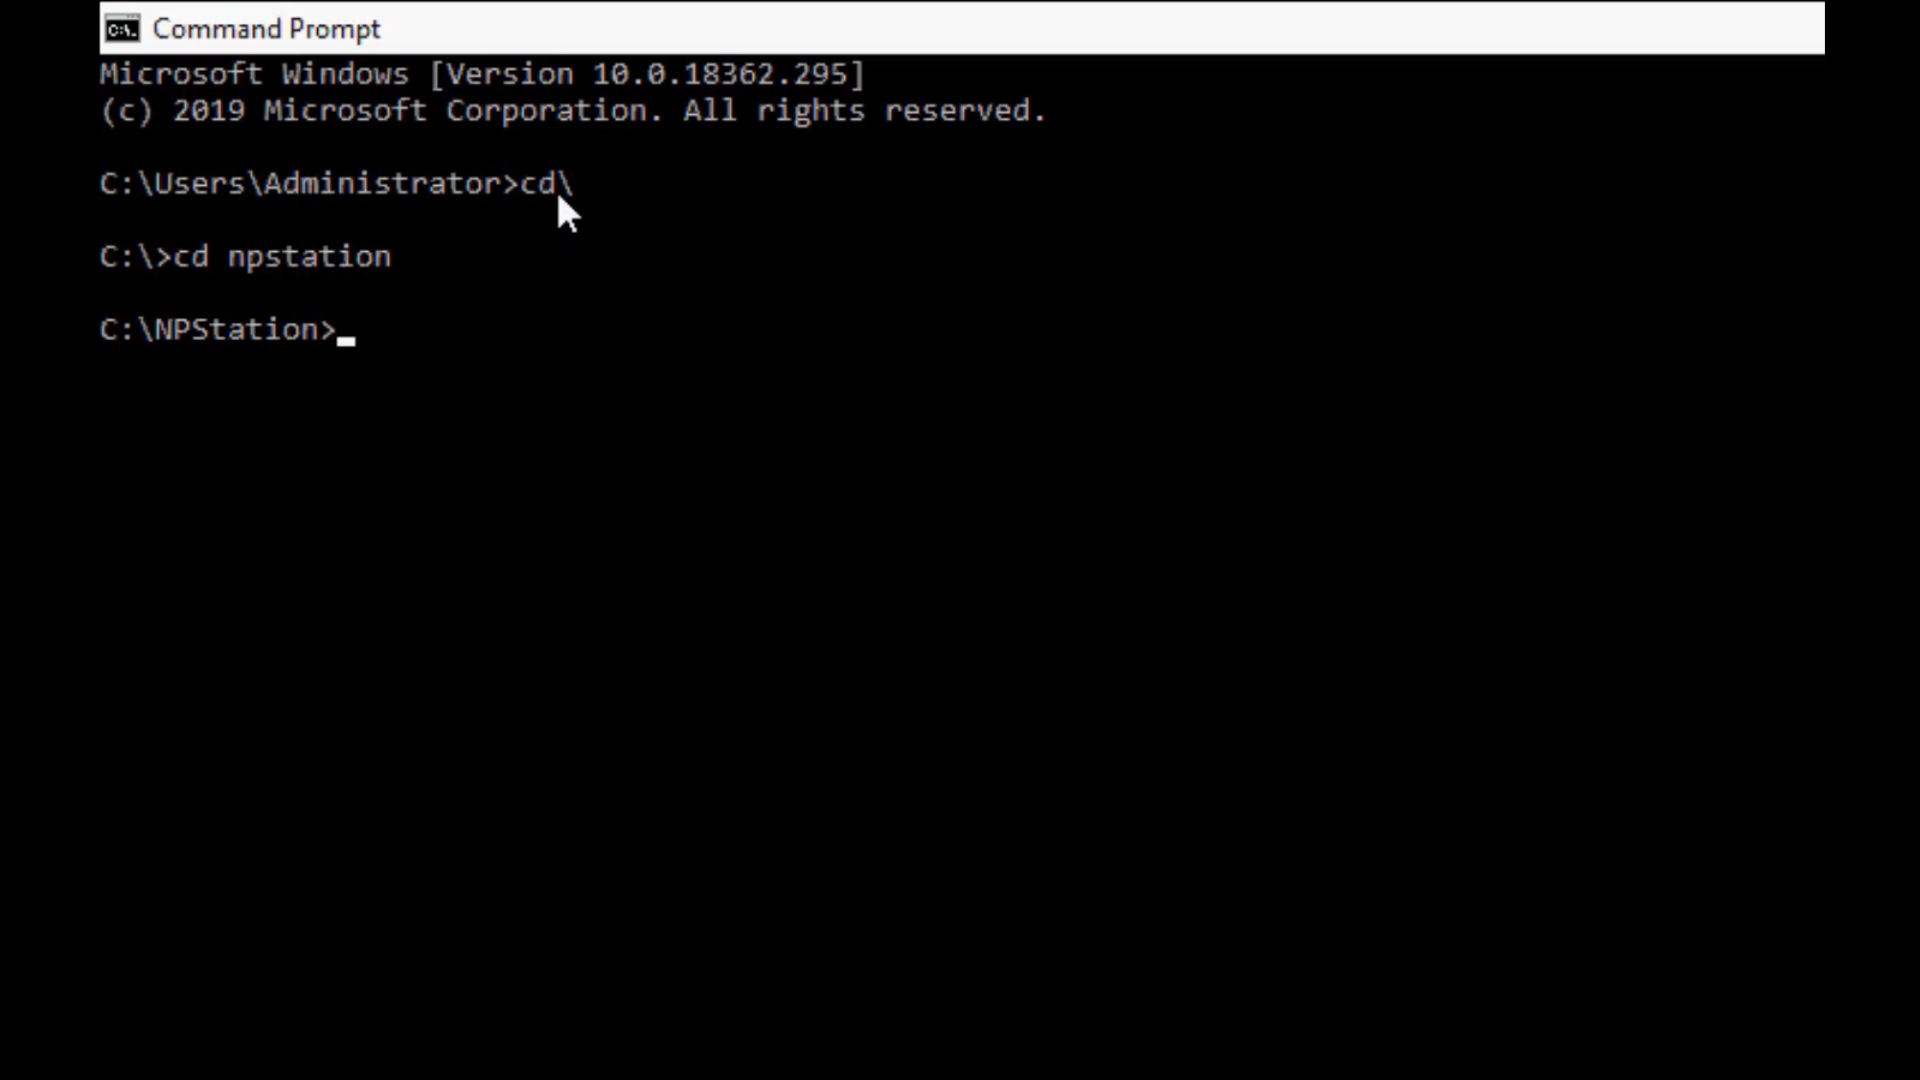 Command Prompt
Microsoft Windows [Version 10.0.18362.295]
(c) 2019 Microsoft Corporation. All rights reserved.
C:\Users\Administrator>cd\
C:\>cd npstation
C:\NPStation>